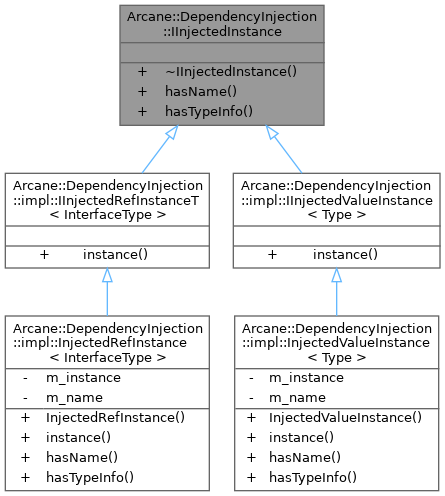 Arcane::DependencyInjection
::IInjectedInstance
+ ~IInjectedInstance()
+ hasName()
+ hasTypeInfo()
Arcane::DependencyInjection
::impl::IInjectedRefInstanceT
< InterfaceType >
+ instance()
Arcane::DependencyInjection
::impl::IInjectedValueInstance
< Type >
+ instance()
Arcane::DependencyInjection
::impl::InjectedRefInstance
< InterfaceType >
- m_instance
- m_name
+ InjectedRefInstance()
+ instance()
+ hasName()
+ hasTypeInfo()
Arcane::DependencyInjection
::impl::InjectedValueInstance
< Type >
- m_instance
- m_name
+ InjectedValueInstance()
+ instance()
+ hasName()
+ hasTypeInfo()